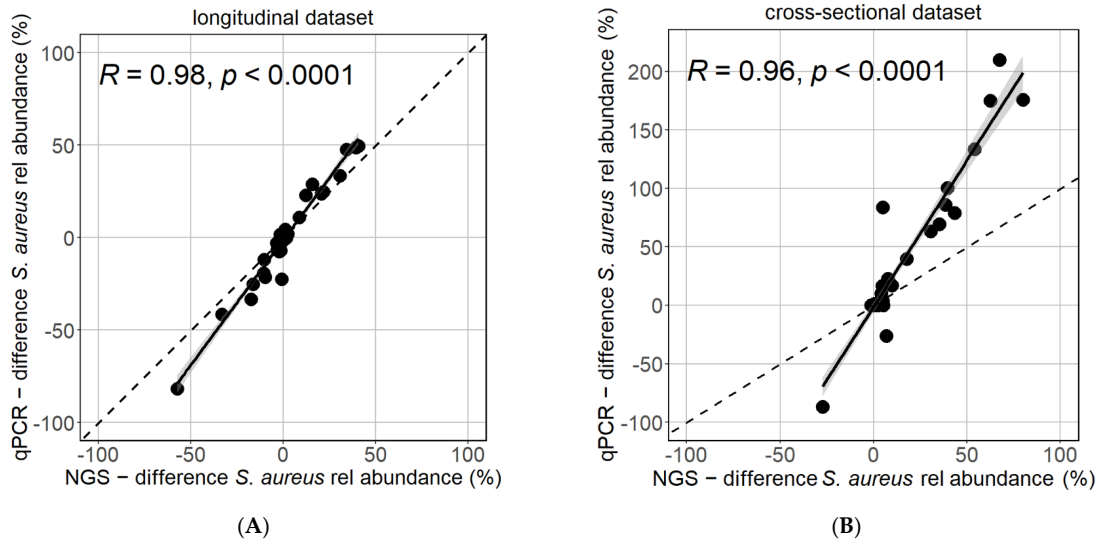 longitudinal dataset
qPCR − difference S. aureus rel abundance (%)
R = 0.98, p < 0.0001
100
50
0
-50
-100
-100 -50 0 50 100
NGS − difference S. aureus rel abundance (%)
(A)
cross-sectional dataset
qPCR − difference S. aureus rel abundance (%)
R = 0.96, p < 0.0001
200
150
100
50
0
-50
-100
-100 -50 0 50 100
NGS − difference S. aureus rel abundance (%)
(B)